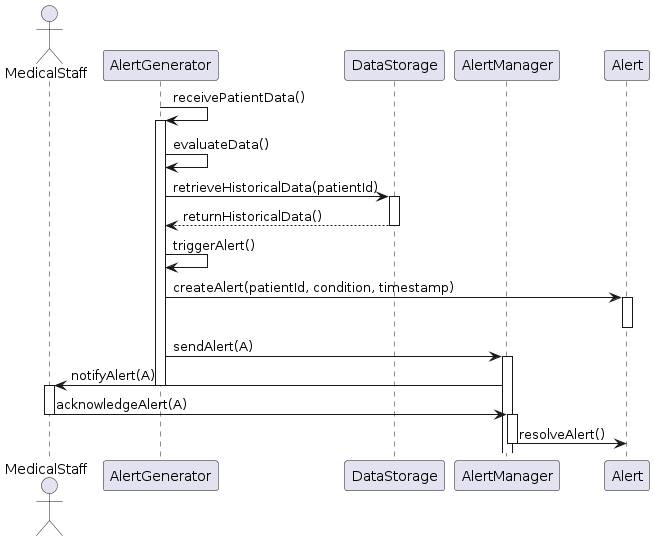 MedicalStaff
AlertGenerator
DataStorage
AlertManager
Alert
receivePatientData()
evaluateData()
retrieveHistoricalData(patientId)
returnHistoricalData()
triggerAlert()
createAlert(patientId, condition, timestamp)
sendAlert(A)
notifyAlert(A)
acknowledgeAlert(A)
resolveAlert()
MedicalStaff
AlertGenerator
DataStorage
AlertManager
Alert